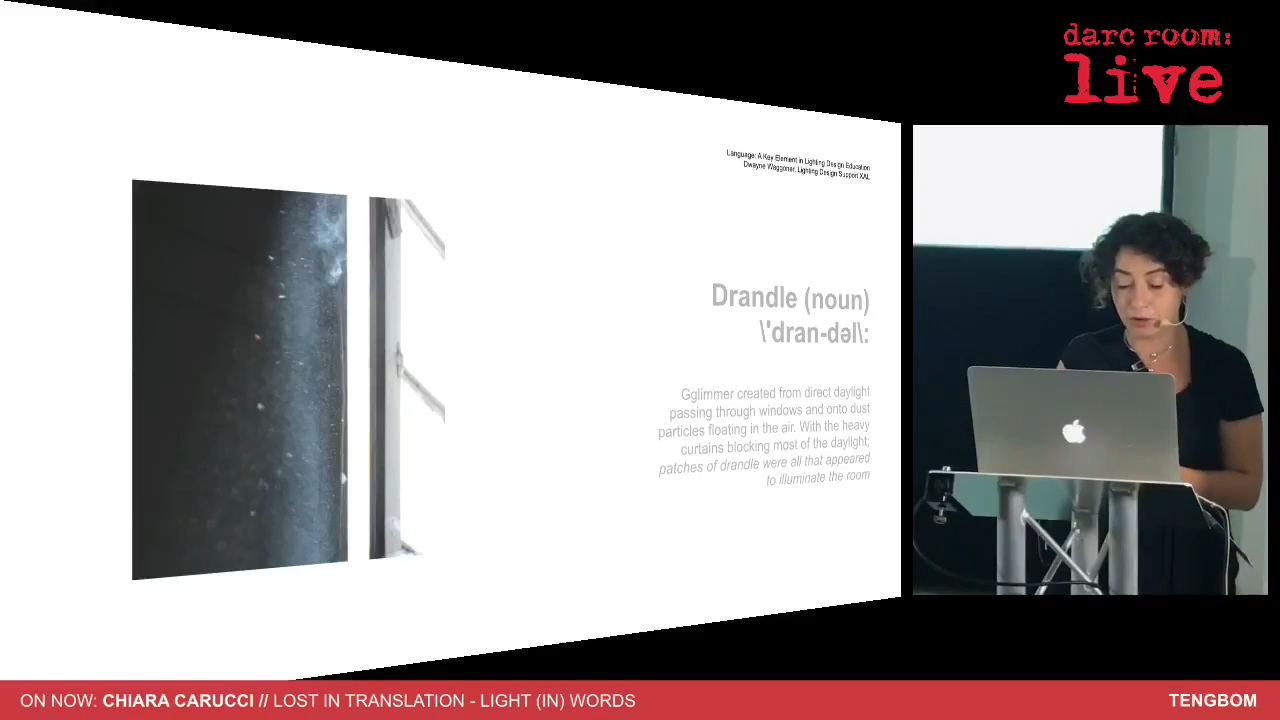 darc room:
live
Language: A Key Element in Lighting Design Education
Dwayne Waggoner, Lighting Design Support XAL
Drandle (noun)
\'dran-dəl\:
Gglimmer created from direct daylight
passing through windows and onto dust
particles floating in the air. With the heavy
curtains blocking most of the daylight;
patches of drandle were all that appeared
to illuminate the room
ON NOW: CHIARA CARUCCI // LOST IN TRANSLATION - LIGHT (IN) WORDS
TENGBOM